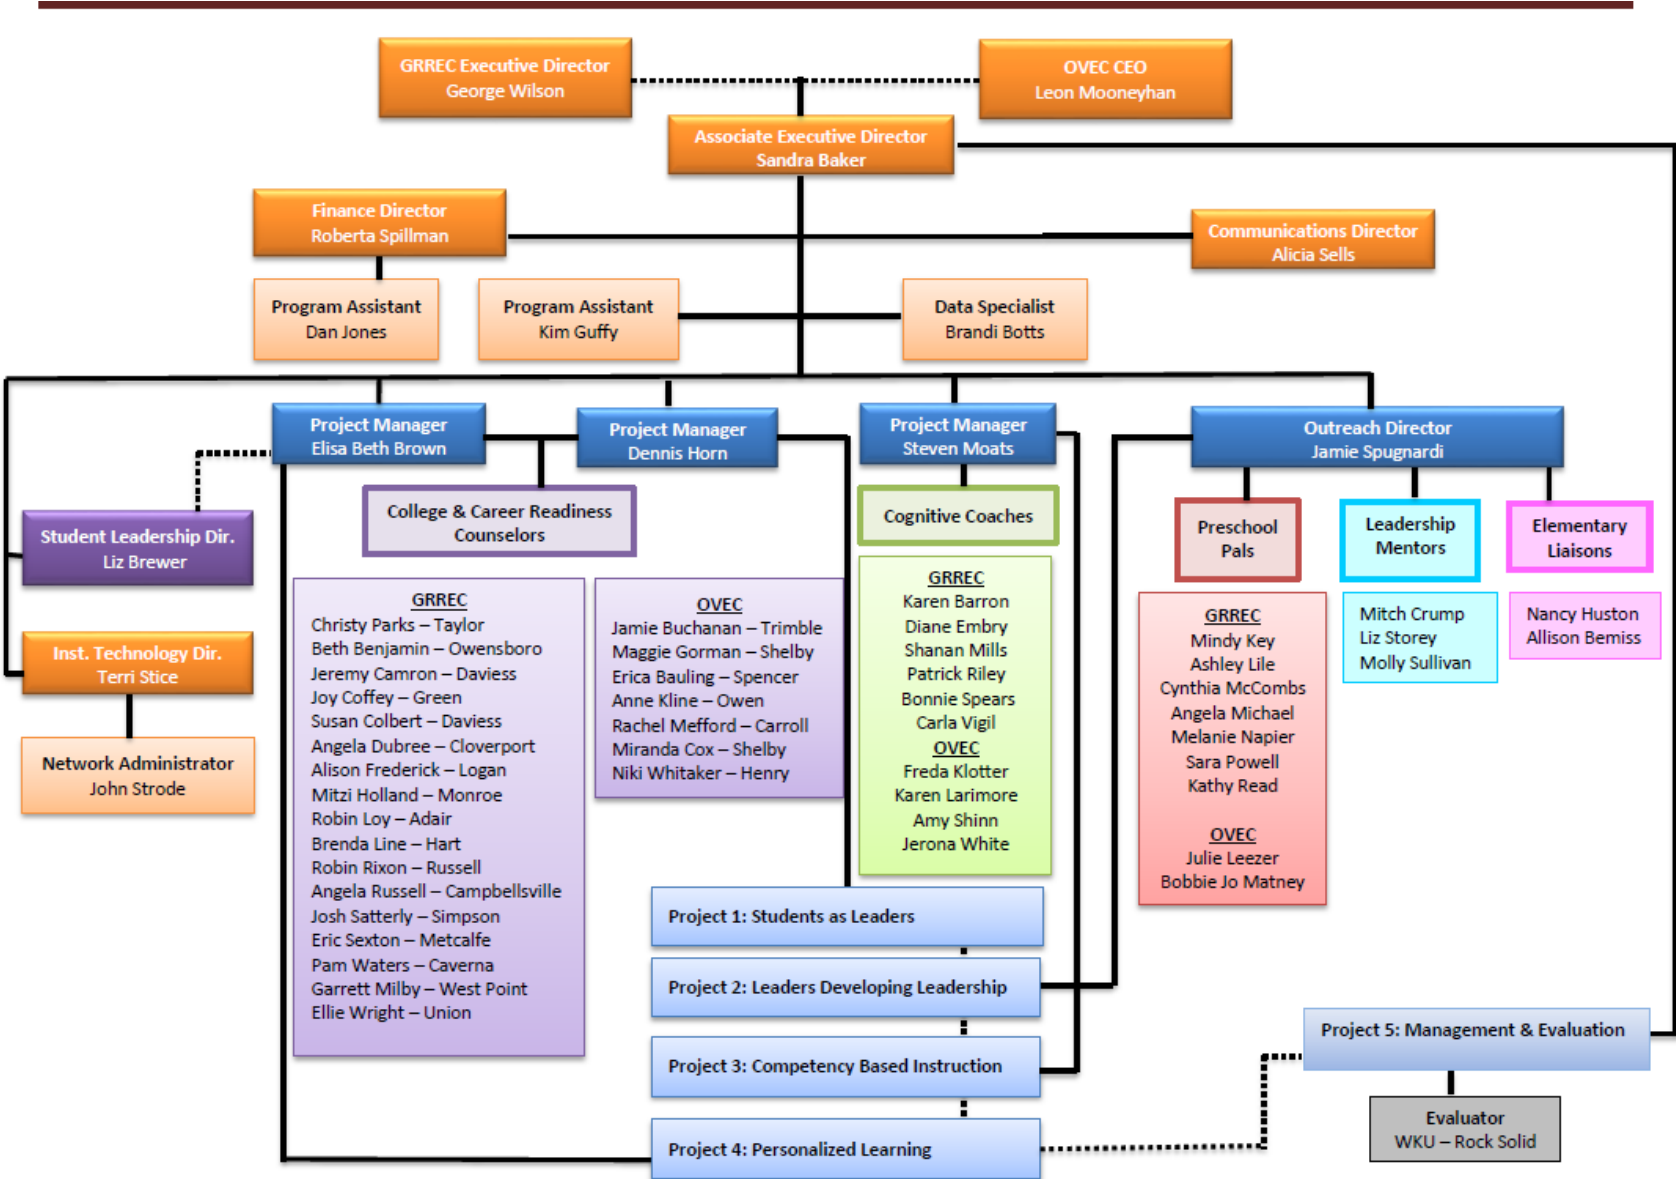 GRREC Executive Director
George Wilson
OVEC CEO
Leon Mooneyhan
Associate Executive Director
Sandra Baker
Finance Director
Roberta Spillman
Communications Director
Alicia Sells
Program Assistant
Dan Jones
Program Assistant
Kim Guffy
Data Specialist
Brandi Botts
Project Manager
Elisa Beth Brown
Project Manager
Dennis Horn
Project Manager
Steven Moats
Outreach Director
Jamie Spugnardi
Student Leadership Dir.
Liz Brewer
Inst. Technology Dir.
Terri Stice
Network Administrator
John Strode
College & Career Readiness
Counselors
GRREC
Christy Parks – Taylor
Beth Benjamin – Owensboro
Jeremy Camron – Daviess
Joy Coffey – Green
Susan Colbert – Daviess
Angela Dubree – Cloverport
Alison Frederick – Logan
Mitzi Holland – Monroe
Robin Loy – Adair
Brenda Line – Hart
Robin Rixon – Russell
Angela Russell – Campbellsville
Josh Satterly – Simpson
Eric Sexton – Metcalfe
Pam Waters – Caverna
Garrett Milby – West Point
Ellie Wright – Union
OVEC
Jamie Buchanan – Trimble
Maggie Gorman – Shelby
Erica Bauling – Spencer
Anne Kline – Owen
Rachel Mefford – Carroll
Miranda Cox – Shelby
Niki Whitaker – Henry
Cognitive Coaches
GRREC
Karen Barron
Diane Embry
Shanan Mills
Patrick Riley
Bonnie Spears
Carla Vigil
OVEC
Freda Klotter
Karen Larimore
Amy Shinn
Jerona White
Preschool
Pals
GRREC
Mindy Key
Ashley Lile
Cynthia McCombs
Angela Michael
Melanie Napier
Sara Powell
Kathy Read
OVEC
Julie Leezer
Bobbie Jo Matney
Leadership
Mentors
Mitch Crump
Liz Storey
Molly Sullivan
Elementary
Liaisons
Nancy Huston
Allison Bemiss
Project 1: Students as Leaders
Project 2: Leaders Developing Leadership
Project 3: Competency Based Instruction
Project 4: Personalized Learning
Project 5: Management & Evaluation
Evaluator
WKU – Rock Solid